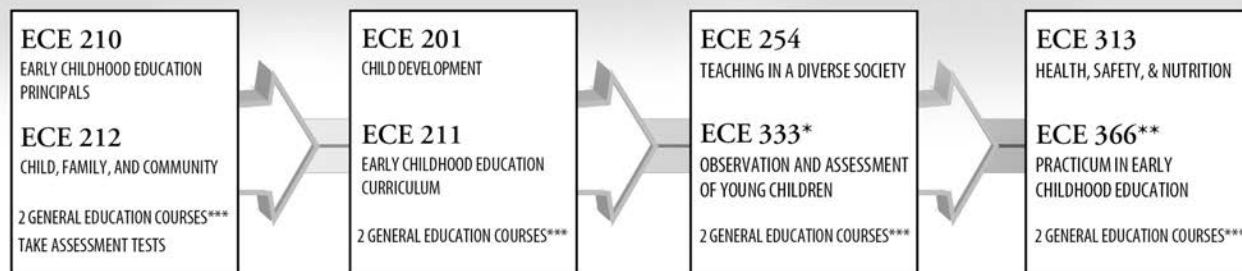 ECE 210
EARLY CHILDHOOD EDUCATION
PRINCIPALS
ECE 212
CHILD, FAMILY, AND COMMUNITY
2 GENERAL EDUCATION COURSES***
TAKE ASSESSMENT TESTS
ECE 201
CHILD DEVELOPMENT
ECE 211
EARLY CHILDHOOD EDUCATION
CURRICULUM
2 GENERAL EDUCATION COURSES***
ECE 254
TEACHING IN A DIVERSE SOCIETY
ECE 333*
OBSERVATION AND ASSESSMENT
OF YOUNG CHILDREN
2 GENERAL EDUCATION COURSES***
ECE 313
HEALTH, SAFETY, & NUTRITION
ECE 366**
PRACTICUM IN EARLY
CHILDHOOD EDUCATION
2 GENERAL EDUCATION COURSES***